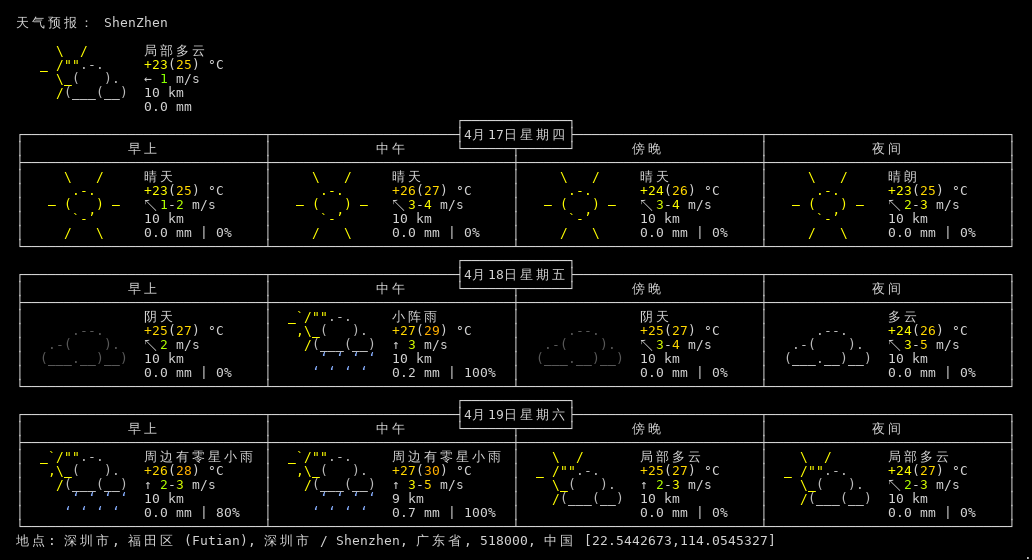 天气预报： ShenZhen
局部多云
+23(25) °C
← 1 m/s
10 km
0.0 mm
4月17日星期四
早上 中午 傍晚 夜间
晴天 晴天 晴天 晴朗
+23(25) °C +26(27) °C +24(26) °C +23(25) °C
↖1-2 m/s ↖3-4 m/s ↖3-4 m/s ↖2-3 m/s
10 km 10 km 10 km 10 km
0.0 mm | 0% 0.0 mm | 0% 0.0 mm | 0% 0.0 mm | 0%
4月18日星期五
早上 中午 傍晚 夜间
阴天 小阵雨 阴天 多云
+25(27) °C +27(29) °C +25(27) °C +24(26) °C
↖2 m/s ↑ 3 m/s ↖3-4 m/s ↖3-5 m/s
10 km 10 km 10 km 10 km
0.0 mm | 0% 0.2 mm | 100% 0.0 mm | 0% 0.0 mm | 0%
4月19日星期六
早上 中午 傍晚 夜间
周边有零星小雨 周边有零星小雨 局部多云 局部多云
+26(28) °C +27(30) °C +25(27) °C +24(27) °C
↑ 2-3 m/s ↑ 3-5 m/s ↑ 2-3 m/s ↖2-3 m/s
10 km 9 km 10 km 10 km
0.0 mm | 80% 0.7 mm | 100% 0.0 mm | 0% 0.0 mm | 0%
地点: 深圳市, 福田区 (Futian), 深圳市 / Shenzhen, 广东省, 518000, 中国 [22.5442673,114.0545327]